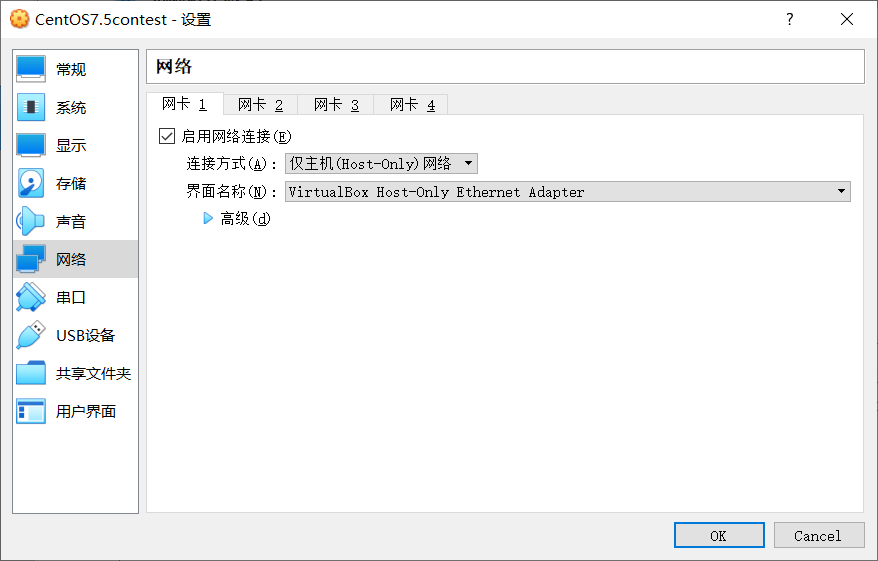 CentOS7.5contest - 设置
?
常规
系统
显示
存储
声音
网络
串口
USB设备
共享文件夹
用户界面
网络
网卡 1 网卡 2 网卡 3 网卡 4
启用网络连接(E)
连接方式(A): 仅主机(Host-Only)网络
界面名称(N): VirtualBox Host-Only Ethernet Adapter
高级(d)
OK Cancel